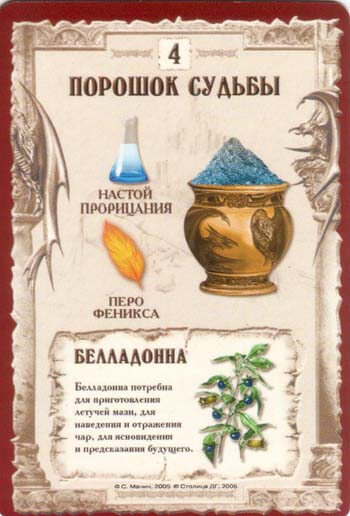 4
ПОРОШОК СУДЬБЫ
НАСТОЙ
ПРОРИЦАНИЯ
ПЕРО
ФЕНИКСА
БЕЛЛАДОННА
Белладонна потребна
для приготовления
летучей мази, для
наведения и отражения
чар, для ясновидения
и предсказания будущего.
© С. Мачин, 2005 © Столица ДГ, 2006